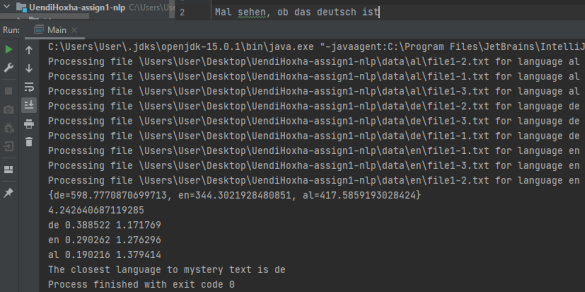 UendiHoxha-assign1-nlp C:\Users\Us
2 Mal sehen, ob das deutsch ist
Main
C:\Users\User\.jdks\openjdk-15.0.1\bin\java.exe "-javaagent:C:\Program Files\JetBrains\IntelliJ
Processing file \Users\User\Desktop\UendiHoxha-assign1-nlp\data\al\file1-2.txt for language al
Processing file \Users\User\Desktop\UendiHoxha-assign1-nlp\data\al\file1-1.txt for language al
Processing file \Users\User\Desktop\UendiHoxha-assign1-nlp\data\al\file1-3.txt for language al
Processing file \Users\User\Desktop\UendiHoxha-assign1-nlp\data\de\file1-2.txt for language de
Processing file \Users\User\Desktop\UendiHoxha-assign1-nlp\data\de\file1-3.txt for language de
Processing file \Users\User\Desktop\UendiHoxha-assign1-nlp\data\de\file1-1.txt for language de
Processing file \Users\User\Desktop\UendiHoxha-assign1-nlp\data\en\file1-1.txt for language en
Processing file \Users\User\Desktop\UendiHoxha-assign1-nlp\data\en\file1-3.txt for language en
Processing file \Users\User\Desktop\UendiHoxha-assign1-nlp\data\en\file1-2.txt for language en
{de=598.7770870699713, en=344.3021928480851, al=417.5859193028424}
4.242640687119285
de 0.388522 1.171769
en 0.290262 1.276296
al 0.190216 1.379414
The closest language to mystery text is de
Process finished with exit code 0